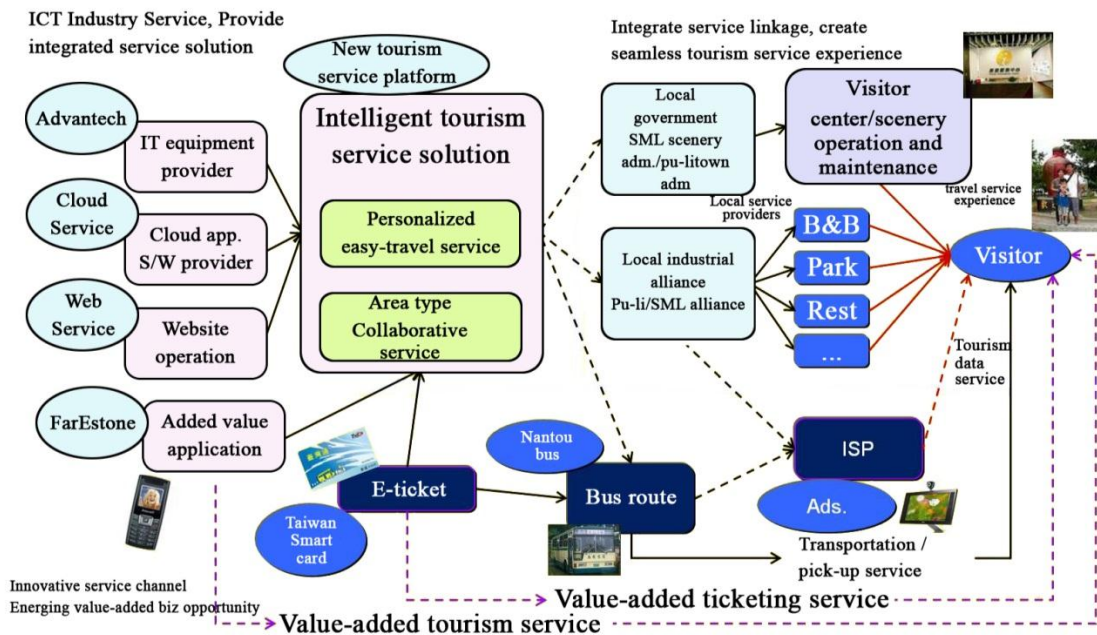 ICT Industry Service, Provide
integrated service solution
New tourism
service platform
Integrate service linkage, create
seamless tourism service experience
Advantech
IT equipment
provider
Cloud
Service
Cloud app.
S/W provider
Web
Service
Website
operation
FarEstone
Added value
application
Intelligent tourism
service solution
Personalized
easy-travel service
Area type
Collaborative
service
Local
government
SML scenery
adm./pu-litown
adm
Visitor
center/scenery
operation and
maintenance
travel service
experience
Local service
providers
Local industrial
alliance
Pu-li/SML alliance
B&B
Park
Rest
...
Visitor
Tourism
data
service
E-ticket
Taiwan
Smart
card
Nantou
bus
Bus route
ISP
Ads.
Transportation /
pick-up service
Innovative service channel
Energing value-added biz opportunity
Value-added ticketing service
Value-added tourism service